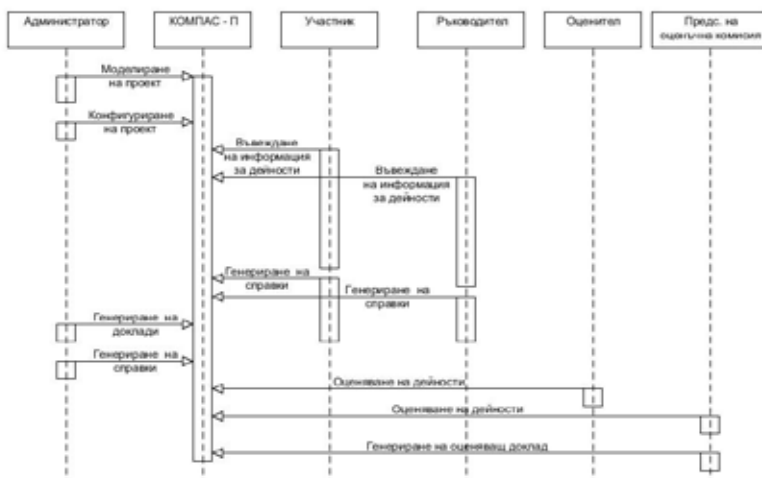 Администратор
КОМПАС - П
Участник
Ръководител
Оценител
Предс. на
оценъчна комисия
Моделиране
на проект
Конфигуриране
на проект
Въвеждане
на информация
за дейности
Въвеждане
на информация
за дейности
Генериране на
справки
Генериране на
справки
Генериране на
доклади
Генериране на
справки
Оценяване на дейности
Оценяване на дейности
Генериране на оценяващ доклад